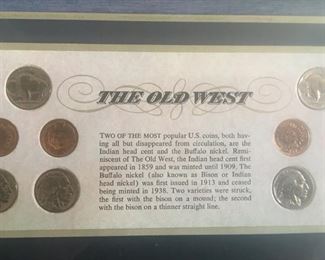 THE OLD WEST
TWO OF THE MOST popular U.S. coins, both hav-
ing all but disappeared from circulation, are the
Indian head cent and the Buffalo nickel. Remi-
niscent of The Old West, the Indian head cent first
appeared in 1859 and was minted until 1909. The
Buffalo nickel (also known as Bison or Indian
head nickel) was first issued in 1913 and ceased
being minted in 1938. Two varieties were struck,
the first with the bison on a mound; the second
with the bison on a thinner straight line.